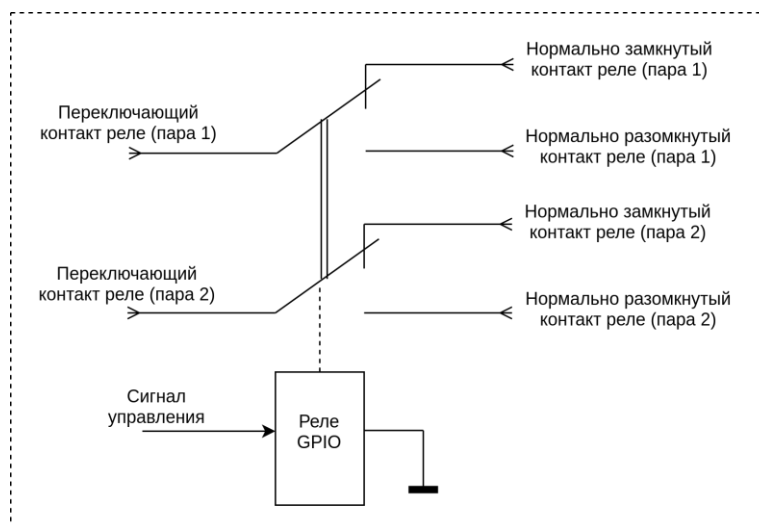 Нормально замкнутый
контакт реле (пара 1)
Переключающий
контакт реле (пара 1)
Нормально разомкнутый
контакт реле (пара 1)
Нормально замкнутый
контакт реле (пара 2)
Переключающий
контакт реле (пара 2)
Нормально разомкнутый
контакт реле (пара 2)
Сигнал
управления
Реле
GPIO